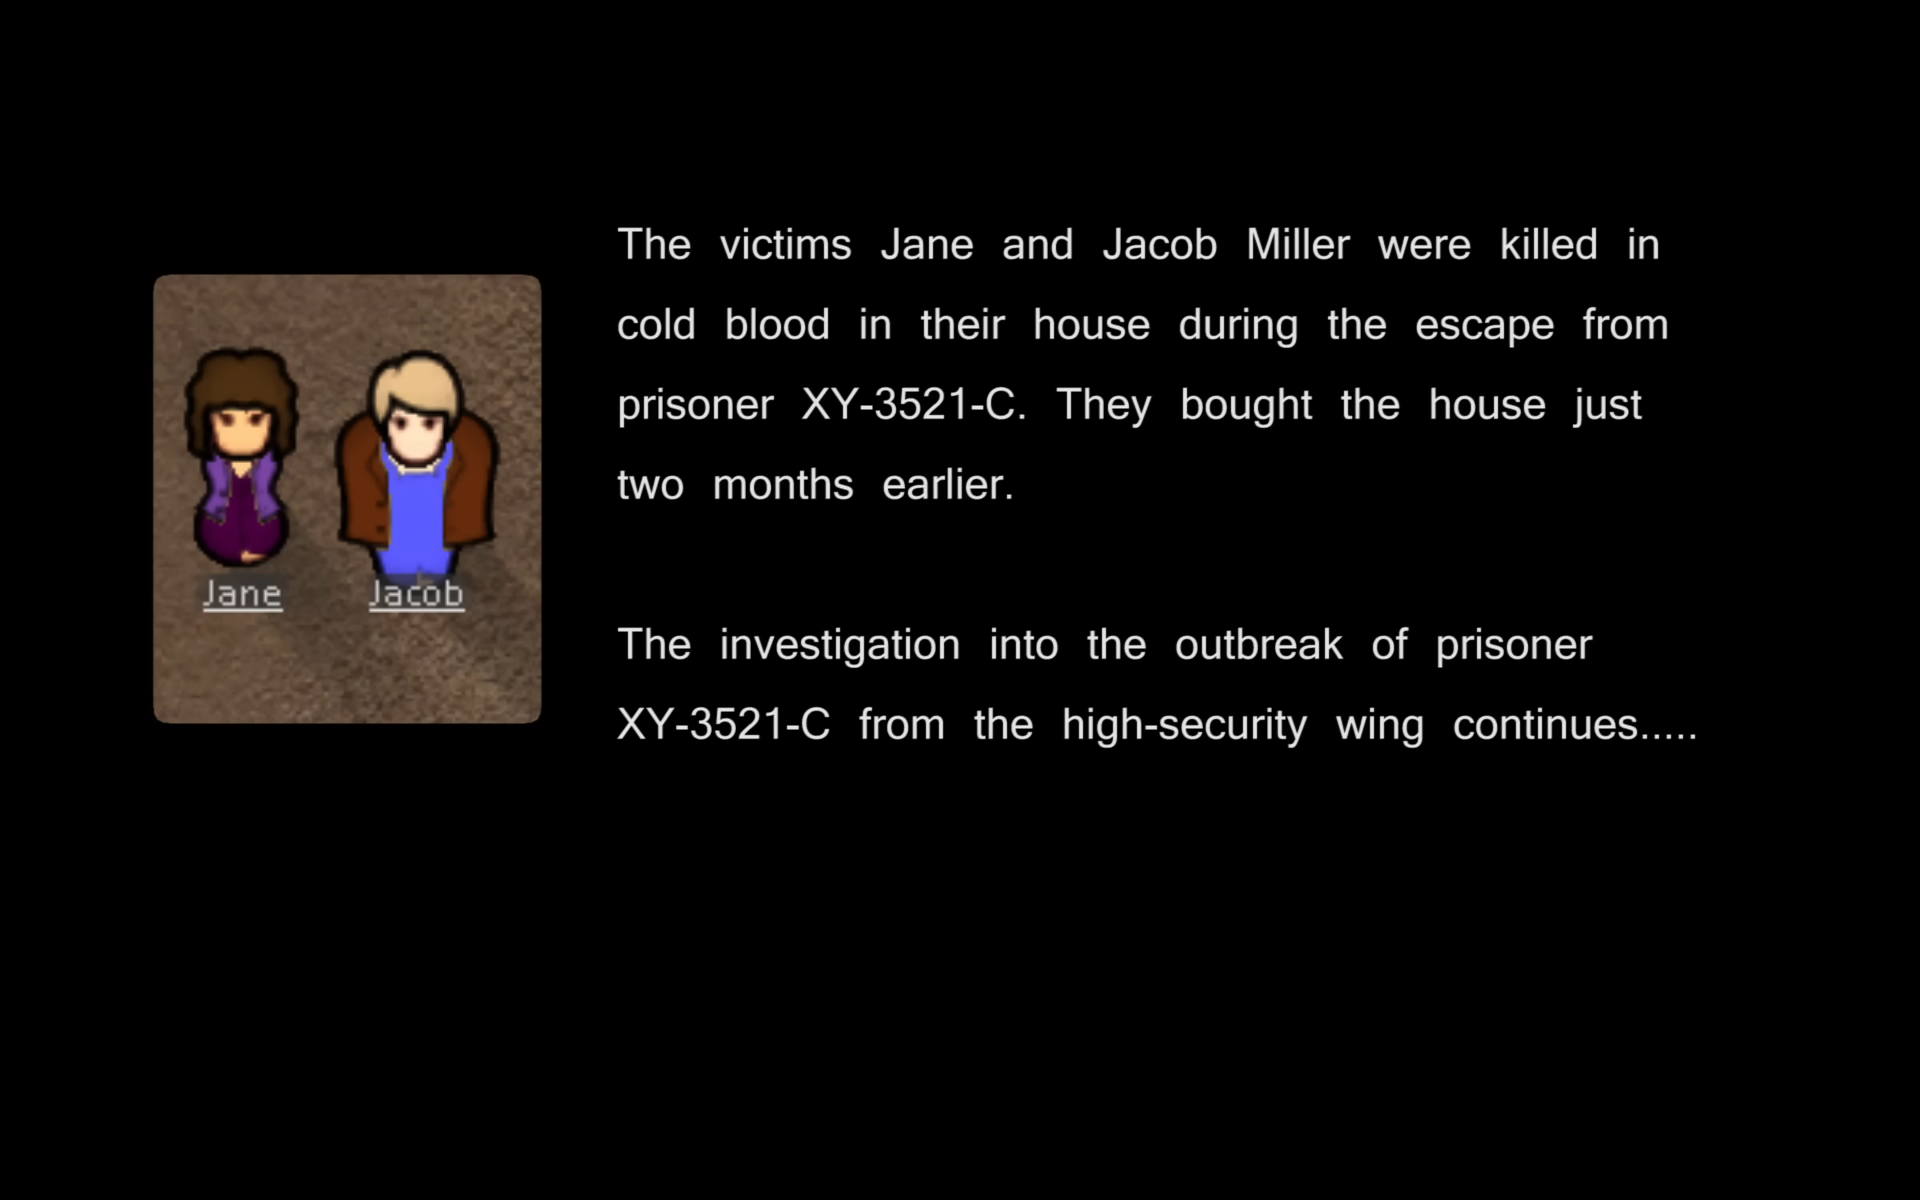 The victims Jane and Jacob Miller were killed in
cold blood in their house during the escape from
prisoner XY-3521-C. They bought the house just
two months earlier.
Jane
Jacob
The investigation into the outbreak of prisoner
XY-3521-C from the high-security wing continues.....